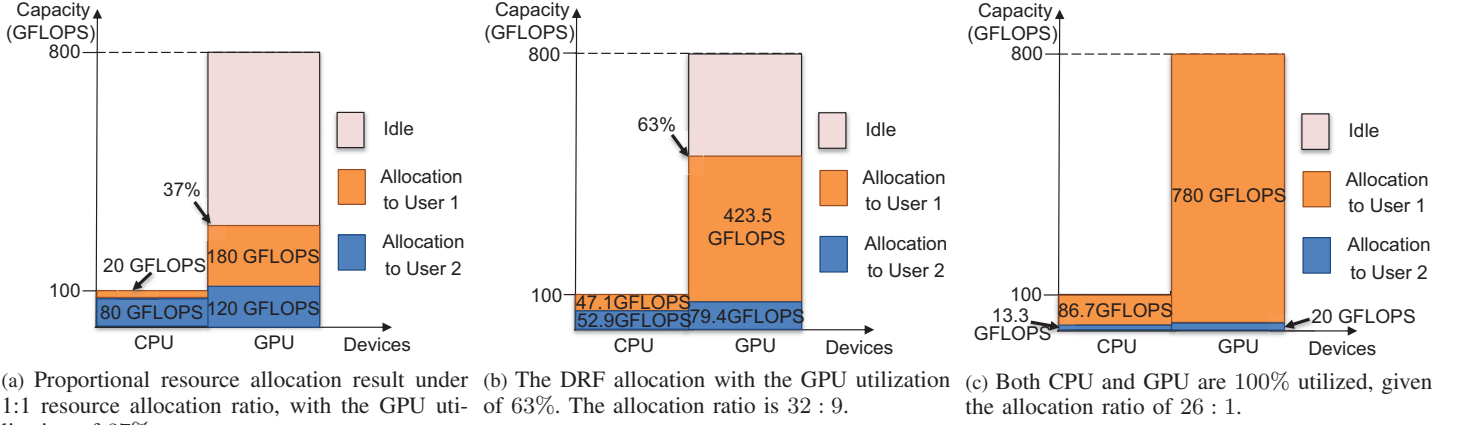 Capacity
(GFLOPS)
800
37%
20 GFLOPS
180 GFLOPS
100
80 GFLOPS
120 GFLOPS
CPU
GPU
Devices
Idle
Allocation
to User 1
Allocation
to User 2
(a) Proportional resource allocation result under
1:1 resource allocation ratio, with the GPU uti-
Capacity
(GFLOPS)
800
63%
423.5
GFLOPS
100
47.1GFLOPS
52.9GFLOPS
79.4GFLOPS
CPU
GPU
Devices
Idle
Allocation
to User 1
Allocation
to User 2
(b) The DRF allocation with the GPU utilization
of 63%. The allocation ratio is 32 : 9.
Capacity
(GFLOPS)
800
780 GFLOPS
100
86.7GFLOPS
13.3
GFLOPS
20 GFLOPS
CPU
GPU
Devices
Idle
Allocation
to User 1
Allocation
to User 2
(c) Both CPU and GPU are 100% utilized, given
the allocation ratio of 26 : 1.